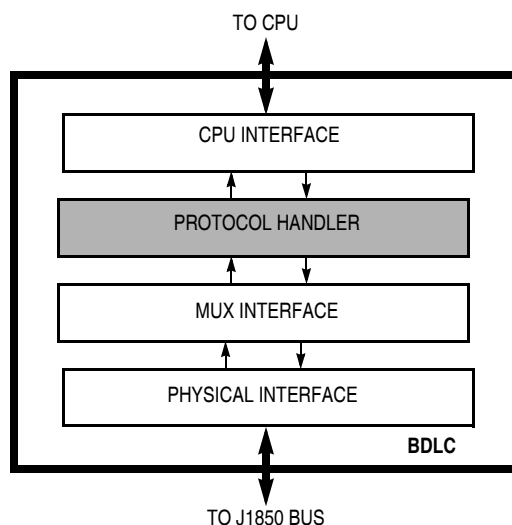 TO CPU
CPU INTERFACE
PROTOCOL HANDLER
MUX INTERFACE
PHYSICAL INTERFACE
BDLC
TO J1850 BUS